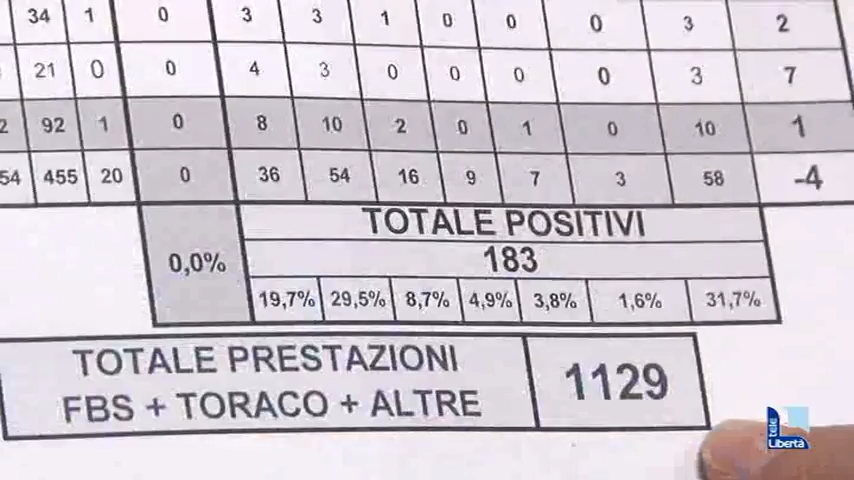 34 1 0 3 3 1 0 0 0 3 2
21 0 0 4 3 0 0 0 0 3 7
2 92 1 0 8 10 2 0 1 0 10 1
54 455 20 0 36 54 16 9 7 3 58 -4
TOTALE POSITIVI
183
0,0% 19,7% 29,5% 8,7% 4,9% 3,8% 1,6% 31,7%
TOTALE PRESTAZIONI
FBS + TORACO + ALTRE
1129
tele
Libertà